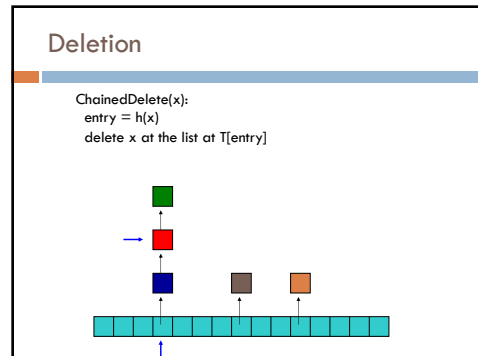 Deletion
ChainedDelete(x):
entry = h(x)
delete x at the list at T[entry]